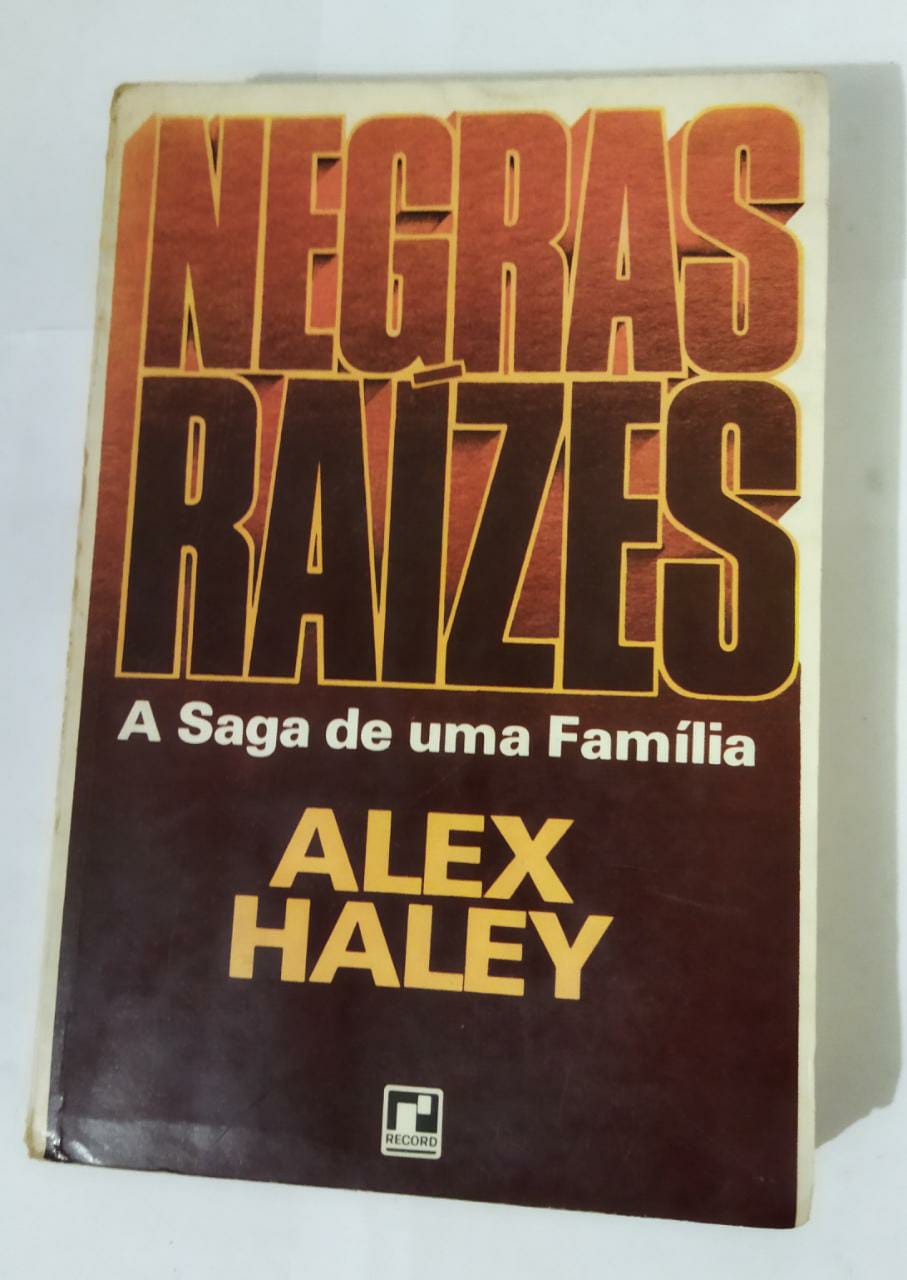 NEGRAS
RAÍZES
A Saga de uma Família
ALEX
HALEY
RECORD